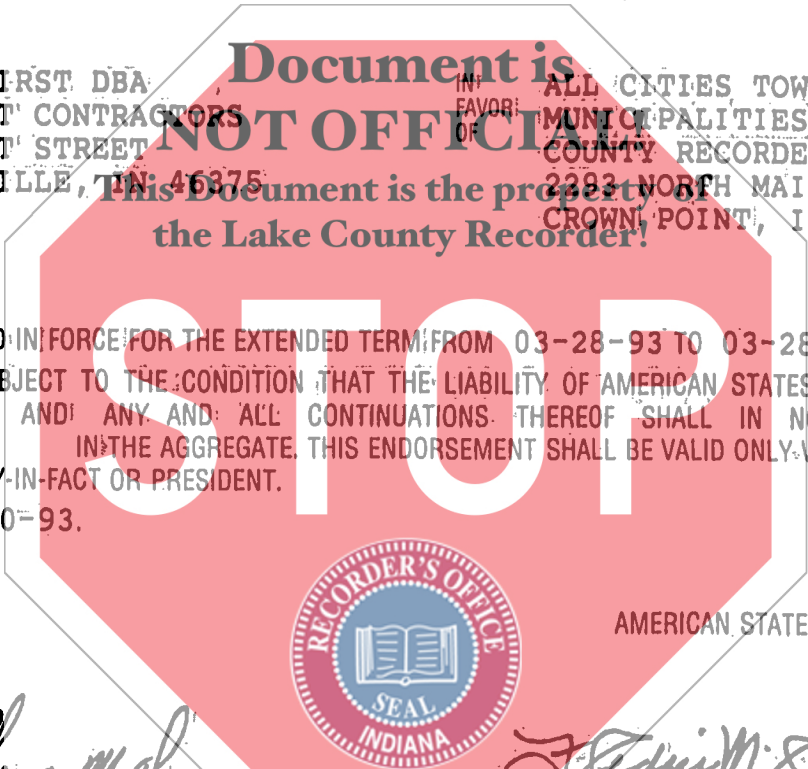 Document is
NOT OFFICIAL!
This Document is the property of
the Lake County Recorder!
IRST DBA
T' CONTRACTORS
T' STREET
ILLE, IN 46375
IN
FAVOR
OF
ALL CITIES TOW
MUNICIPALITIES
COUNTY RECORDE
2293 NORTH MAI
CROWN POINT, I
STOP
IN FORCE FOR THE EXTENDED TERM FROM 03-28-93 TO 03-28
BJECT TO THE CONDITION THAT THE LIABILITY OF AMERICAN STATES
AND ANY AND ALL CONTINUATIONS THEREOF SHALL IN N
IN THE AGGREGATE. THIS ENDORSEMENT SHALL BE VALID ONLY
Y-IN-FACT OR PRESIDENT.
0-93.
RECORDER'S OFFICE
SEAL
INDIANA
AMERICAN STATE